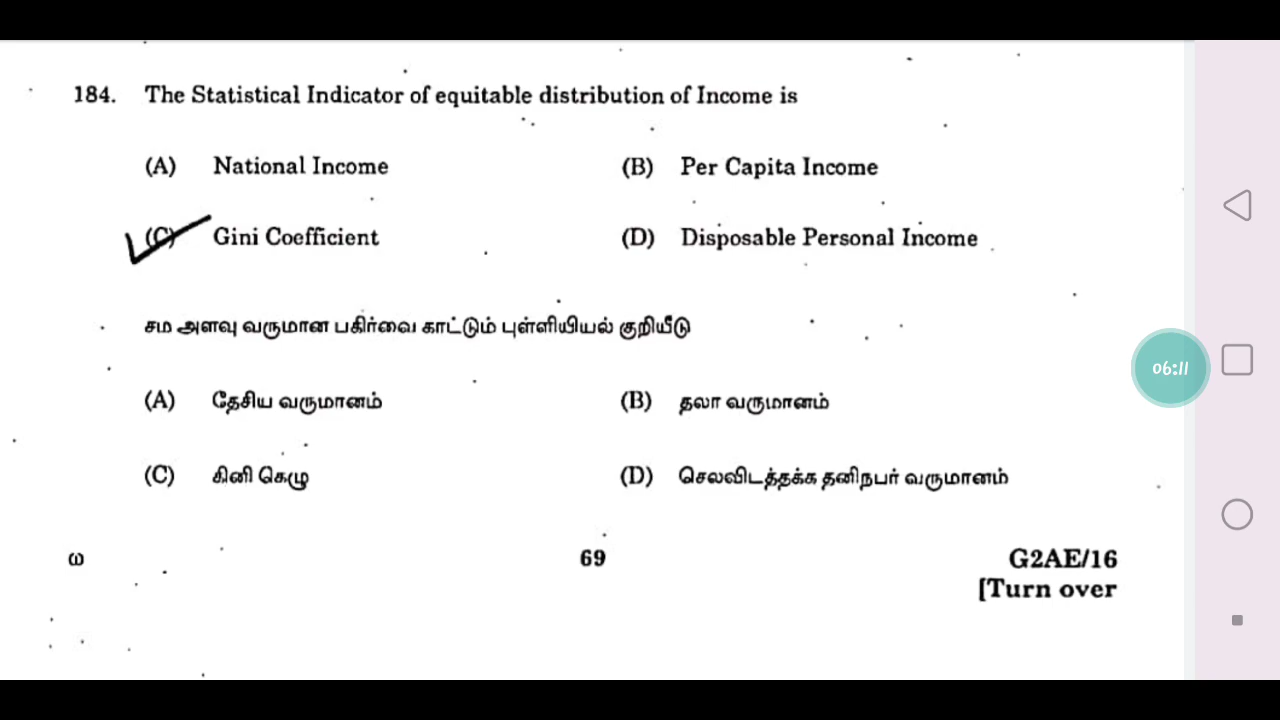 184. The Statistical Indicator of equitable distribution of Income is
(A) National Income (B) Per Capita Income
(C) Gini Coefficient (D) Disposable Personal Income
சம அளவு வருமான பகிர்வை காட்டும் புள்ளியியல் குறியீடு
(A) தேசிய வருமானம் (B) தலா வருமானம்
(C) கினி கெழு (D) செலவிடத்தக்க தனிநபர் வருமானம்
06:11
ω 69 G2AE/16
[Turn over